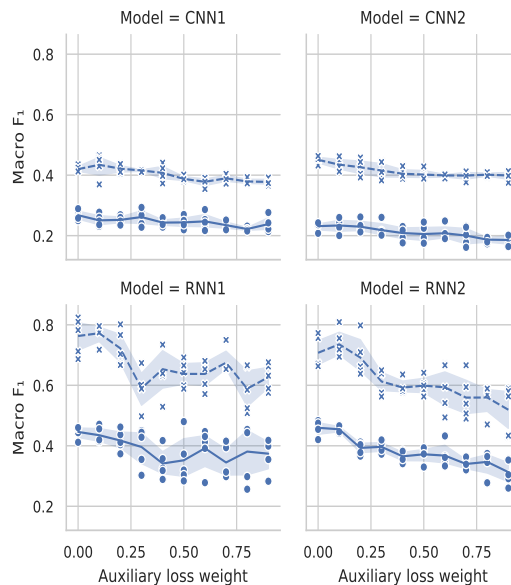 Model = CNN1
Model = CNN2
0.8
0.6
0.4
0.2
Macro F₁
Model = RNN1
Model = RNN2
0.8
0.6
0.4
0.2
Macro F₁
0.00 0.25 0.50 0.75
0.00 0.25 0.50 0.75
Auxiliary loss weight
Auxiliary loss weight